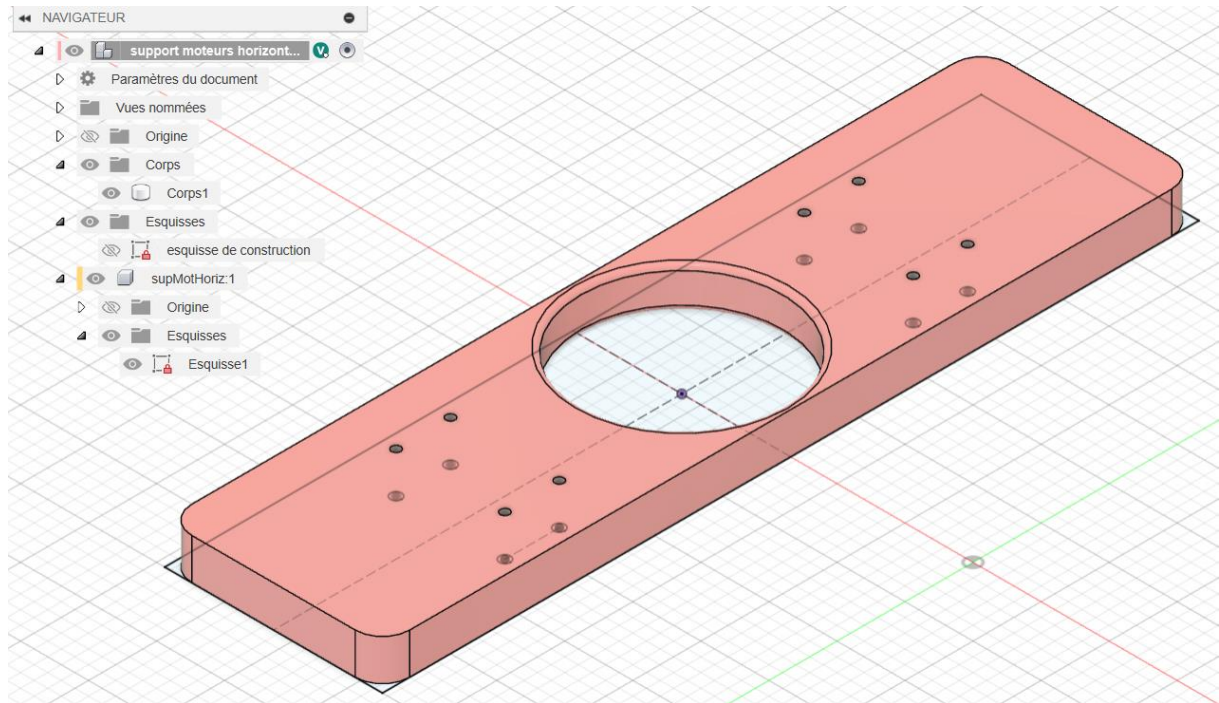 NAVIGATEUR
support moteurs horizont...
Paramètres du document
Vues nommées
Origine
Corps
Corps1
Esquisses
esquisse de construction
supMotHoriz:1
Origine
Esquisses
Esquisse1